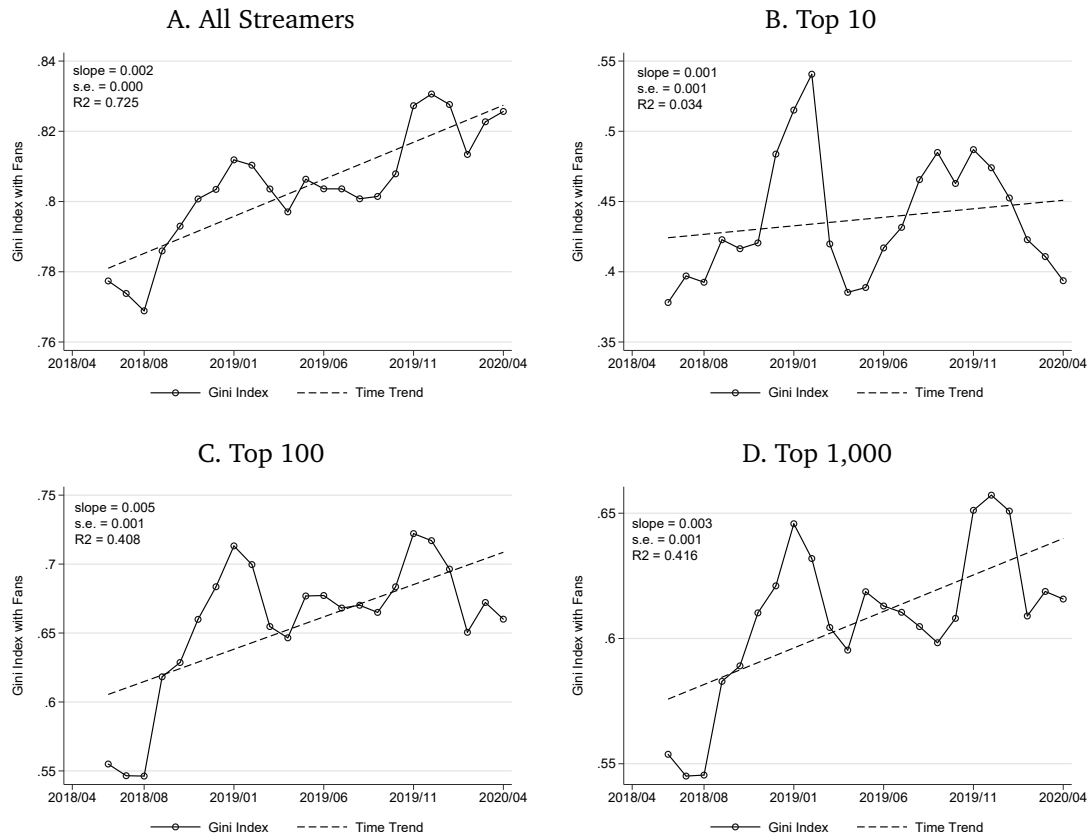 A. All Streamers
slope = 0.002
s.e. = 0.000
R2 = 0.725
Gini Index with Fans
.84
.82
.8
.78
.76
2018/04 2018/08 2019/01 2019/06 2019/11 2020/04
Gini Index Time Trend
B. Top 10
slope = 0.001
s.e. = 0.001
R2 = 0.034
Gini Index with Fans
.55
.5
.45
.4
.35
2018/04 2018/08 2019/01 2019/06 2019/11 2020/04
Gini Index Time Trend
C. Top 100
slope = 0.005
s.e. = 0.001
R2 = 0.408
Gini Index with Fans
.75
.7
.65
.6
.55
2018/04 2018/08 2019/01 2019/06 2019/11 2020/04
Gini Index Time Trend
D. Top 1,000
slope = 0.003
s.e. = 0.001
R2 = 0.416
Gini Index with Fans
.65
.6
.55
2018/04 2018/08 2019/01 2019/06 2019/11 2020/04
Gini Index Time Trend